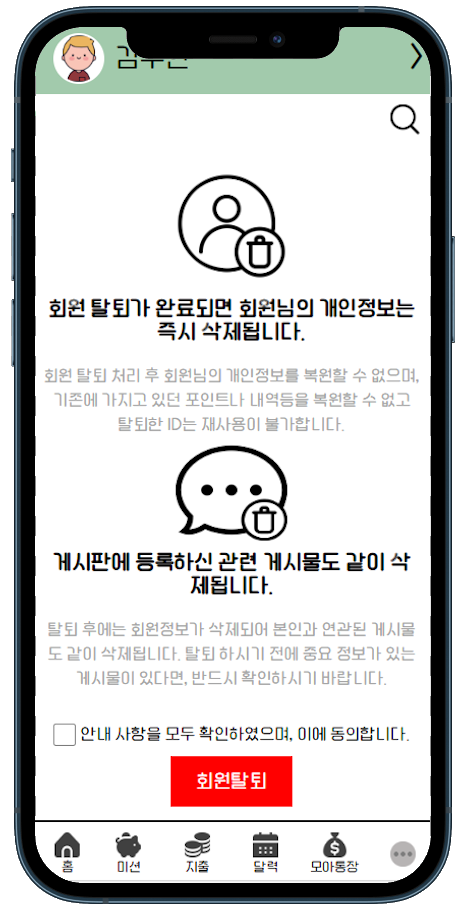 회원 탈퇴가 완료되면 회원님의 개인정보는
즉시 삭제됩니다.
회원 탈퇴 처리 후 회원님의 개인정보를 복원할 수 없으며,
기존에 가지고 있던 포인트나 내역등을 복원할 수 없고
탈퇴한 ID는 재사용이 불가합니다.
게시판에 등록하신 관련 게시물도 같이 삭
제됩니다.
탈퇴 후에는 회원정보가 삭제되어 본인과 연관된 게시물
도 같이 삭제됩니다. 탈퇴 하시기 전에 중요 정보가 있는
게시물이 있다면, 반드시 확인하시기 바랍니다.
안내 사항을 모두 확인하였으며, 이에 동의합니다.
회원탈퇴
홈 미션 지출 달력 모아통장